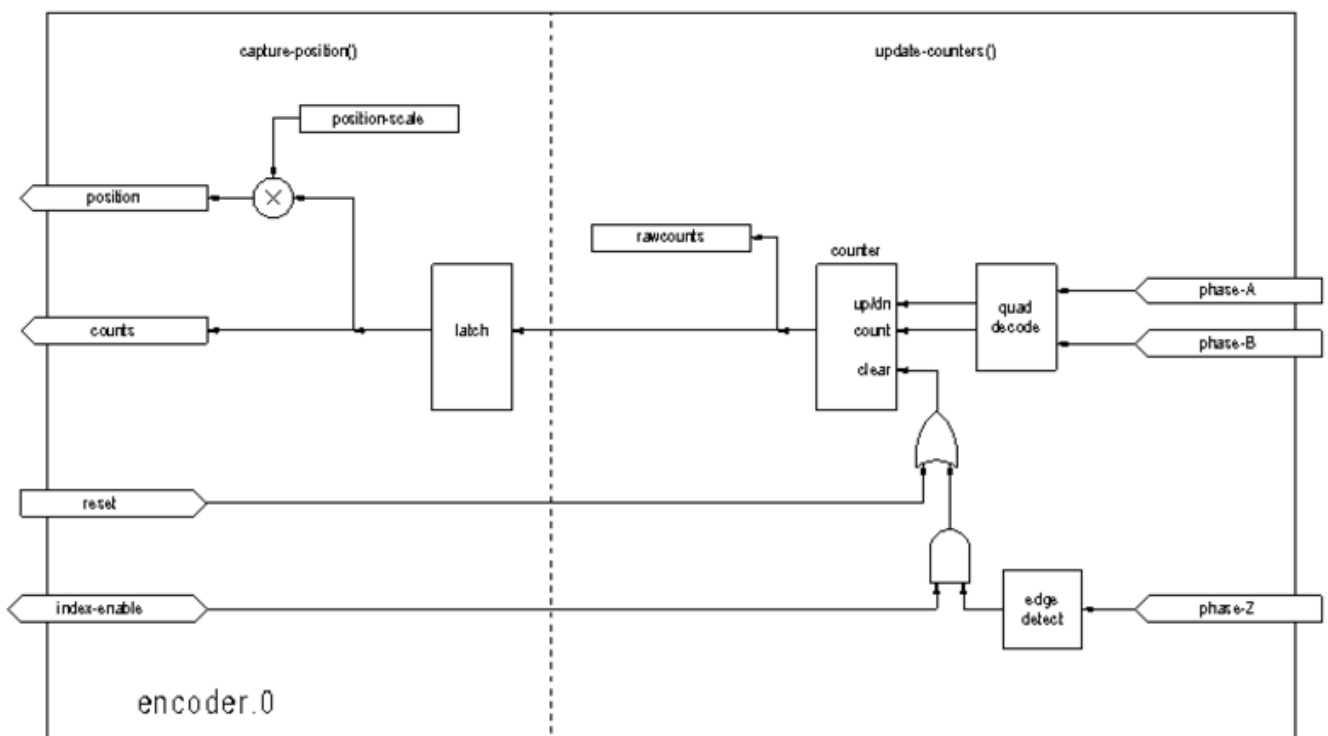 capture-position()
update-counters()
position-scale
position
rawcounts
counter
phase-A
up/dn
quad
decode
counts
latch
count
phase-B
clear
reset
index-enable
edge
detect
phase-Z
encoder.0